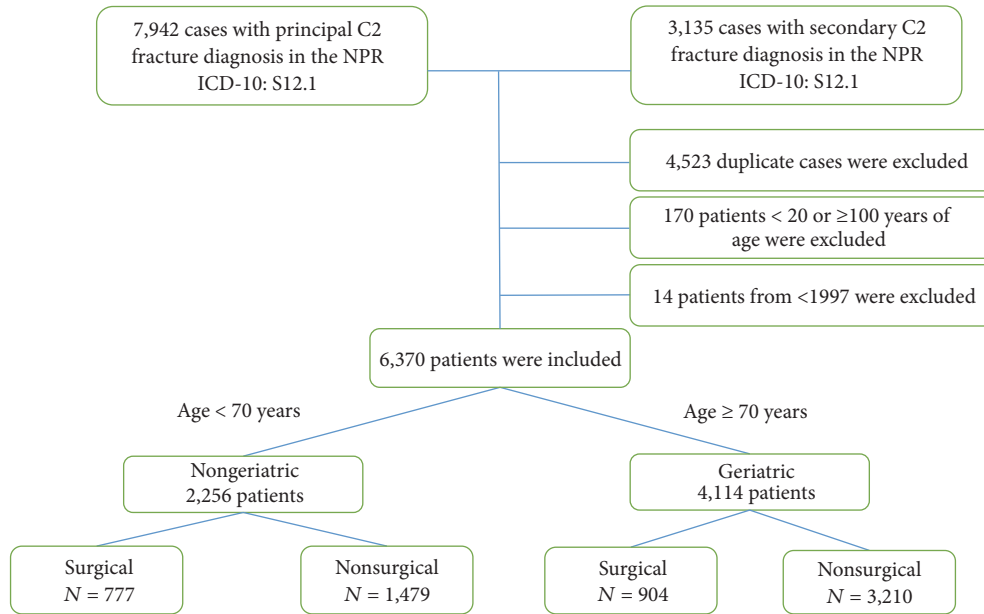 7,942 cases with principal C2
fracture diagnosis in the NPR
ICD-10: S12.1
3,135 cases with secondary C2
fracture diagnosis in the NPR
ICD-10: S12.1
4,523 duplicate cases were excluded
170 patients < 20 or ≥100 years of
age were excluded
14 patients from <1997 were excluded
6,370 patients were included
Age < 70 years
Age ≥ 70 years
Nongeriatric
2,256 patients
Geriatric
4,114 patients
Surgical
N = 777
Nonsurgical
N = 1,479
Surgical
N = 904
Nonsurgical
N = 3,210